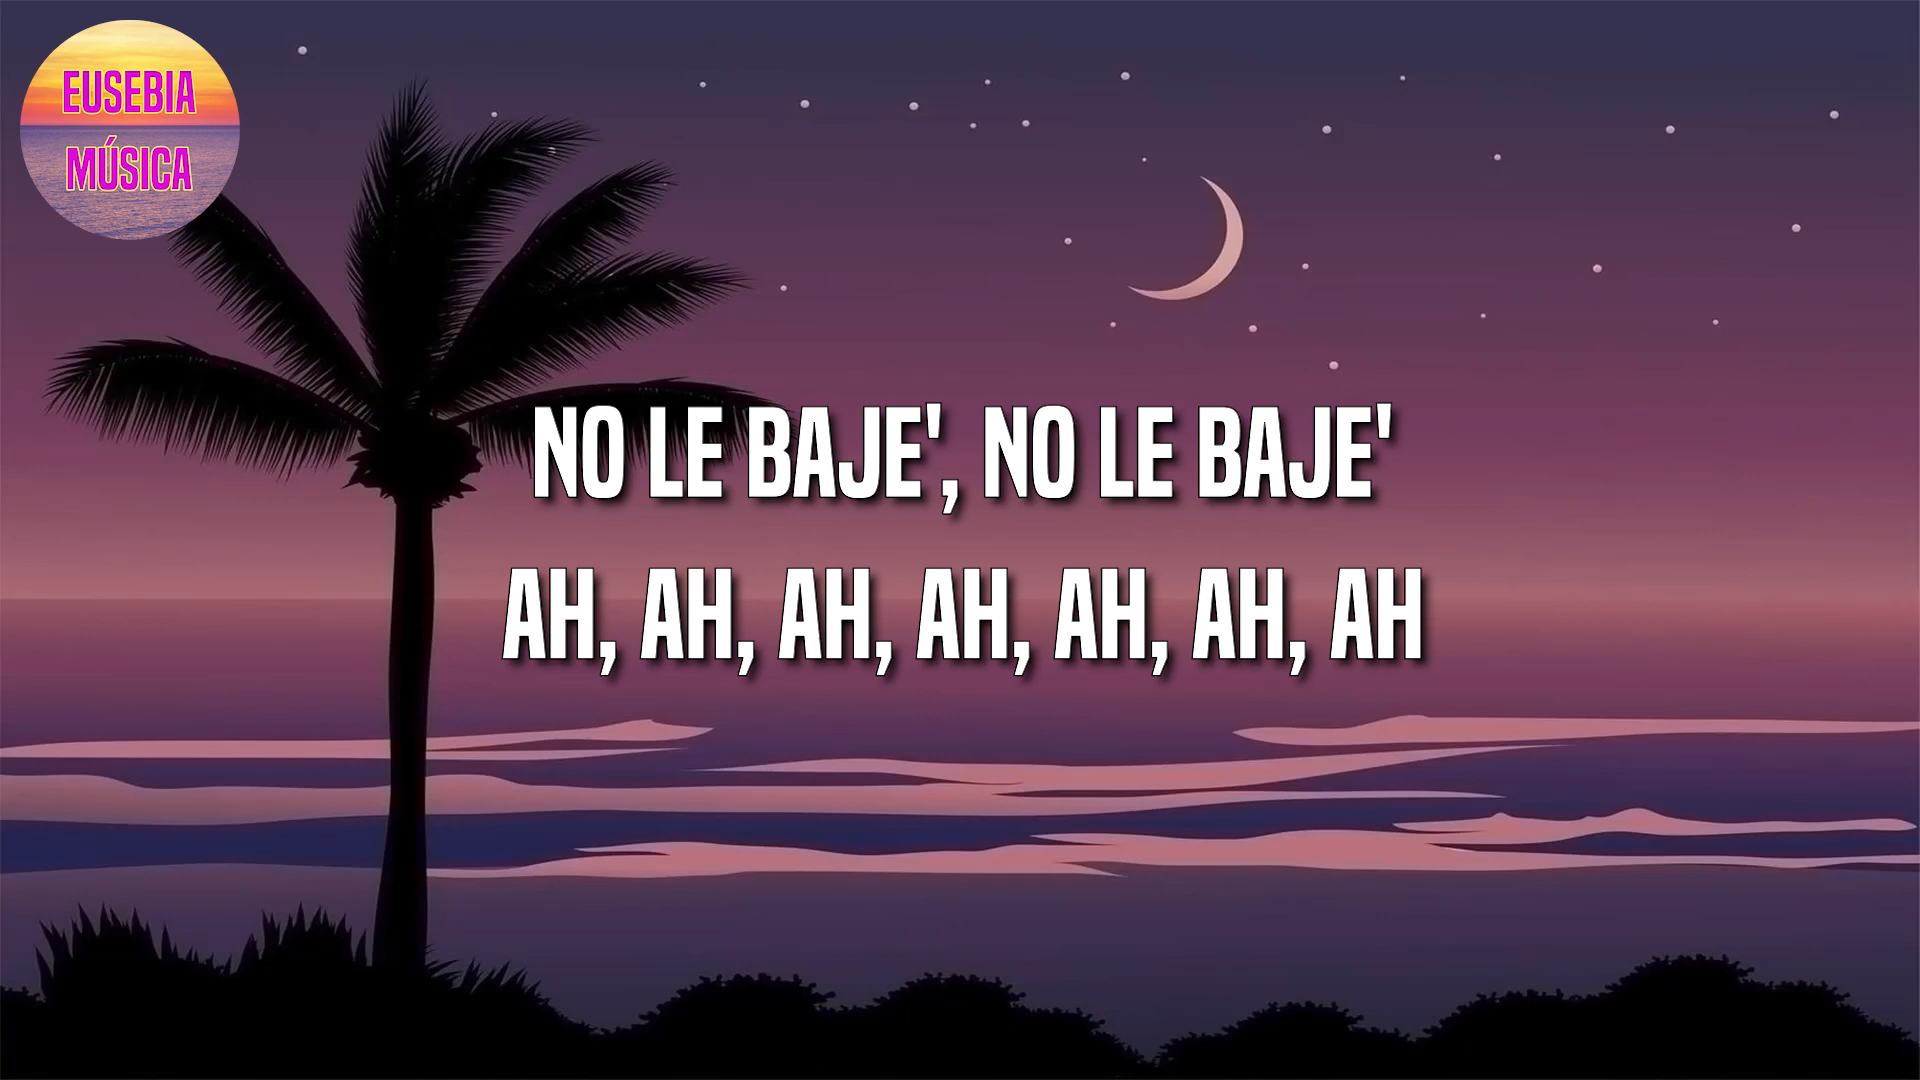 EUSEBIA
MÚSICA
NO LE BAJE', NO LE BAJE'
AH, AH, AH, AH, AH, AH, AH